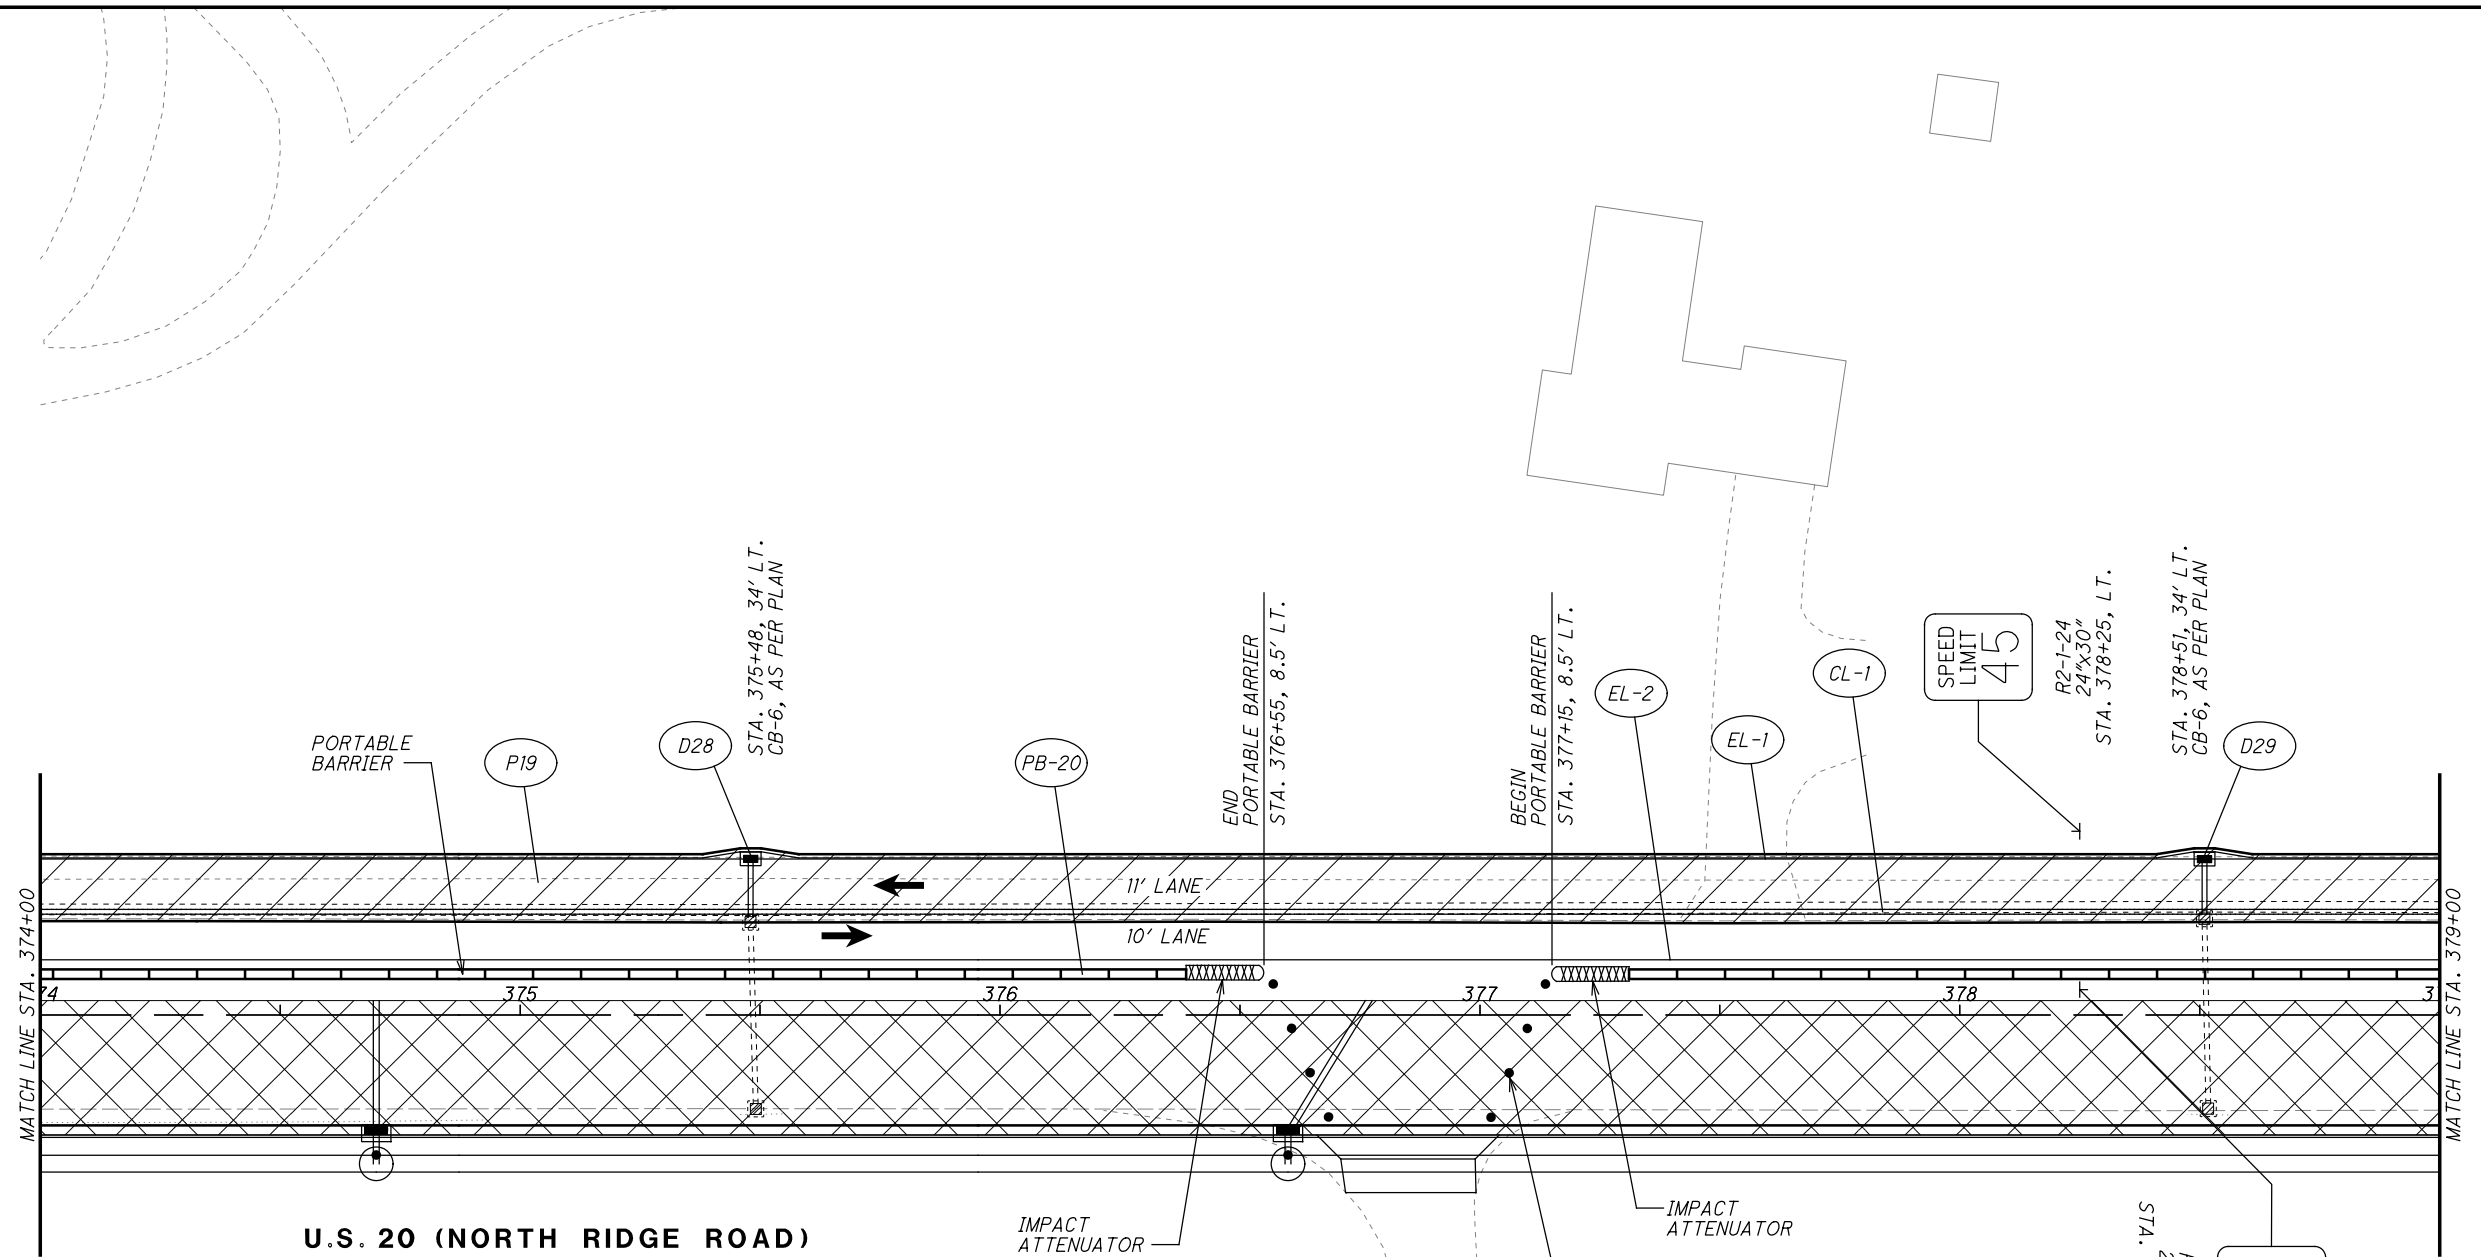 STA. 375+48, 34' LT.
CB-6, AS PER PLAN
END
PORTABLE BARRIER
STA. 376+55, 8.5' LT.
BEGIN
PORTABLE BARRIER
STA. 377+15, 8.5' LT.
SPEED
LIMIT
45
R2-1-24
24"x30"
STA. 378+25, LT.
STA. 378+51, 34' LT.
CB-6, AS PER PLAN
PORTABLE
BARRIER
P19
D28
PB-20
EL-2
EL-1
CL-1
D29
MATCH LINE STA. 374+00
11' LANE
10' LANE
74
375
376
377
378
MATCH LINE STA. 379+00
U.S. 20 (NORTH RIDGE ROAD)
IMPACT
ATTENUATOR
IMPACT
ATTENUATOR
STA.